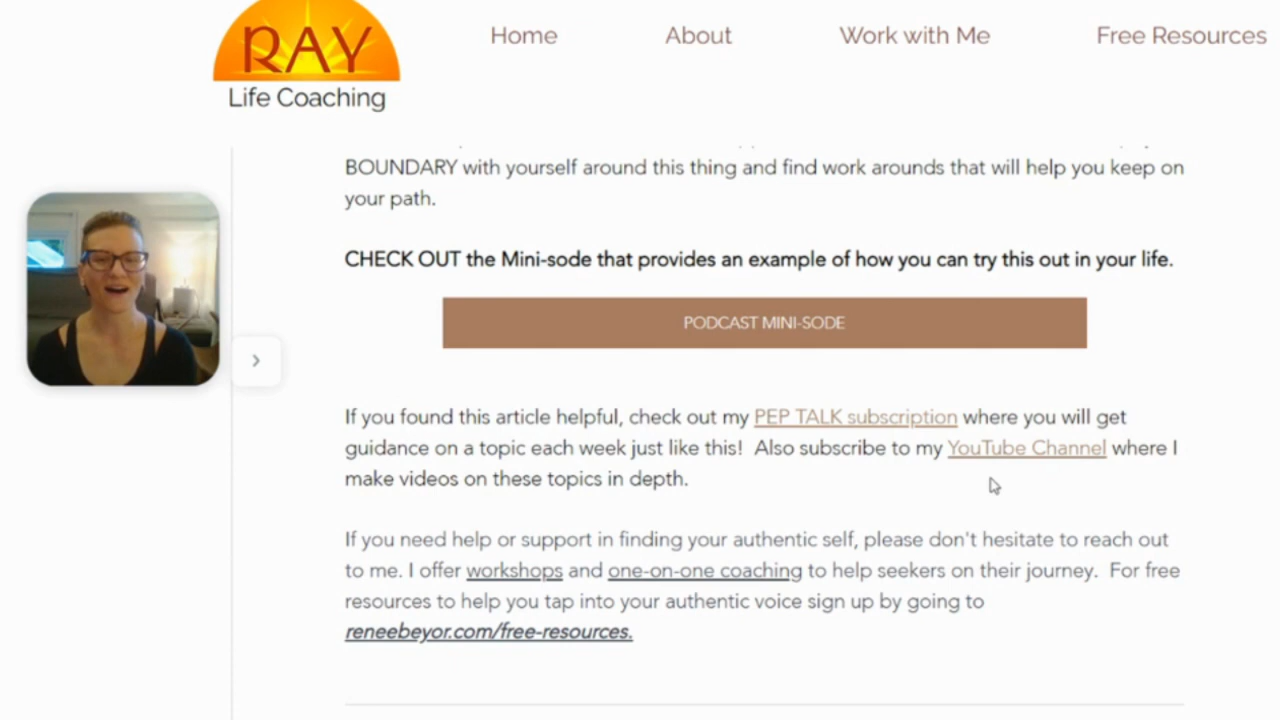 RAY
Life Coaching
Home
About
Work with Me
Free Resources
BOUNDARY with yourself around this thing and find work arounds that will help you keep on
your path.
CHECK OUT the Mini-sode that provides an example of how you can try this out in your life.
PODCAST MINI-SODE
If you found this article helpful, check out my PEP TALK subscription where you will get
guidance on a topic each week just like this! Also subscribe to my YouTube Channel where I
make videos on these topics in depth.
If you need help or support in finding your authentic self, please don't hesitate to reach out
to me. I offer workshops and one-on-one coaching to help seekers on their journey. For free
resources to help you tap into your authentic voice sign up by going to
reneebeyor.com/free-resources.